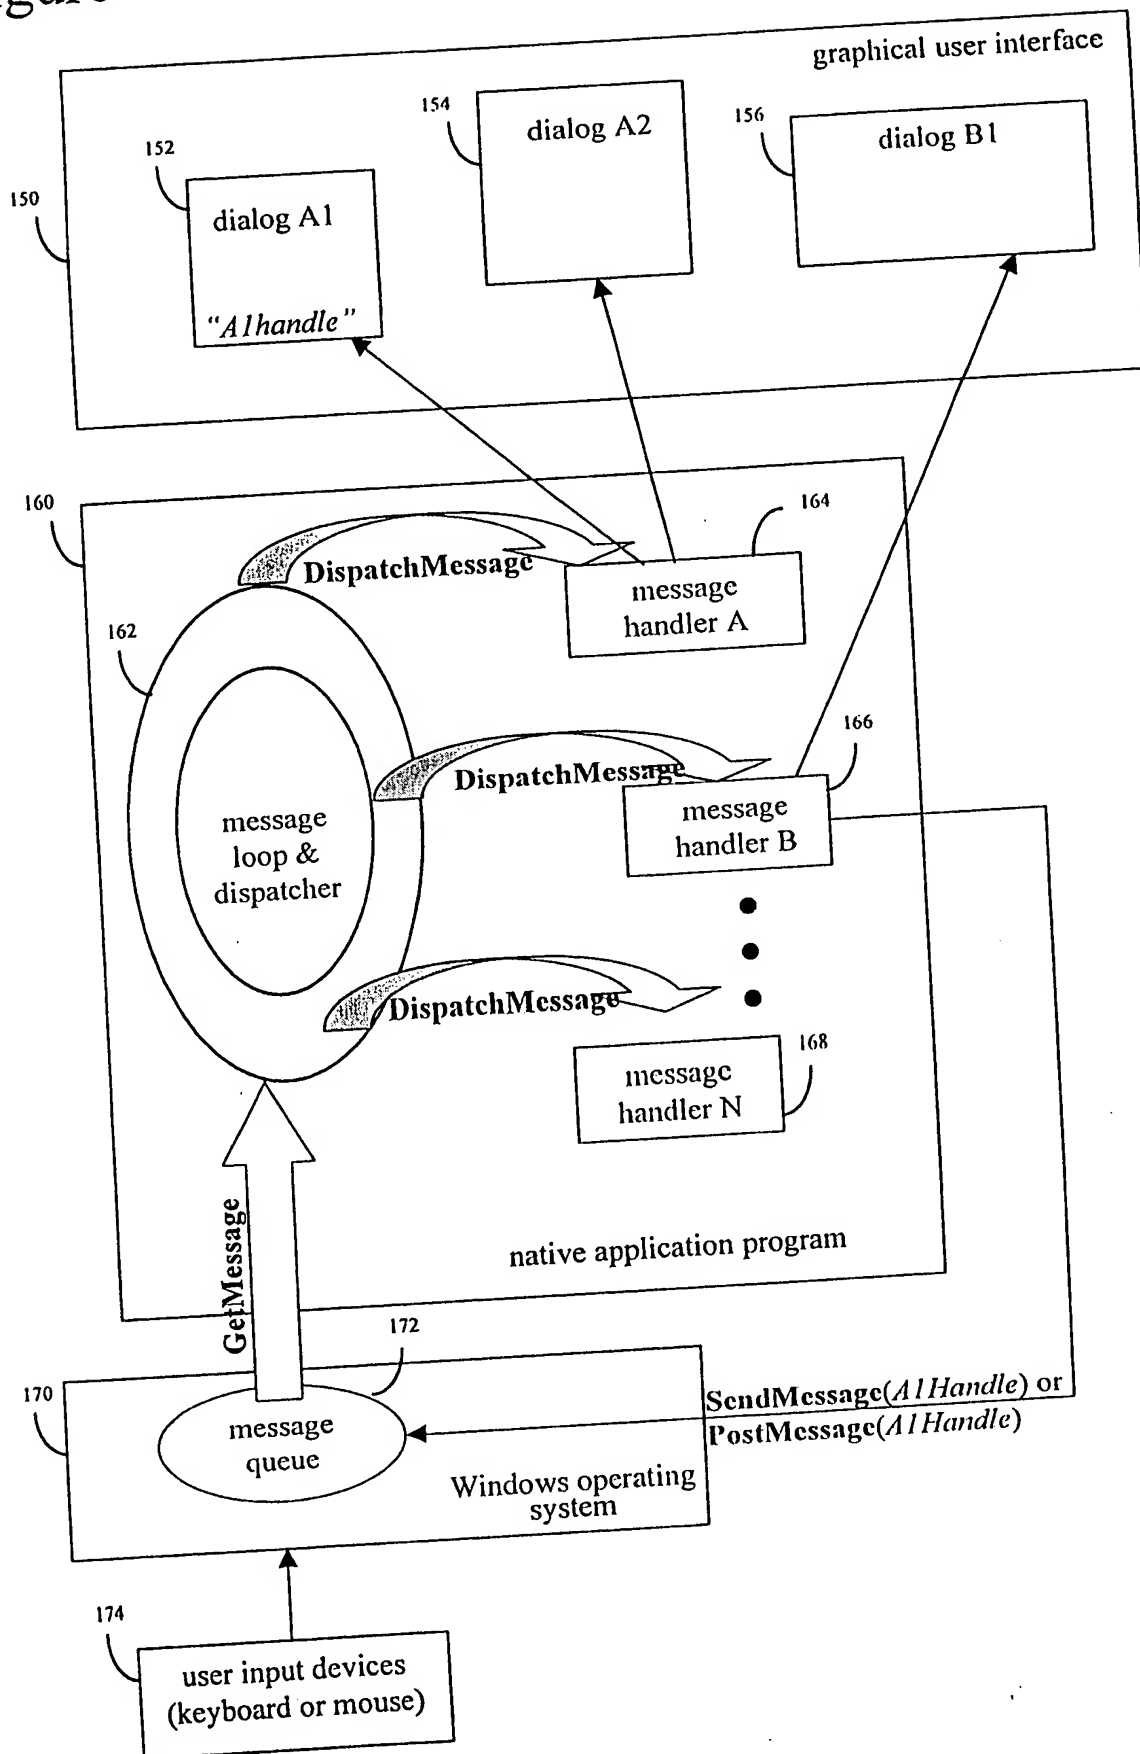 graphical user interface
154
dialog A2
156
dialog B1
152
dialog A1
150
"A1handle"
160
164
DispatchMessage
message
handler A
162
166
DispatchMessage
message
handler B
message
loop &
dispatcher
DispatchMessage
168
message
handler N
native application program
GetMessage
172
170
SendMessage(A1Handle) or
PostMessage(A1Handle)
message
queue
Windows operating
system
174
user input devices
(keyboard or mouse)